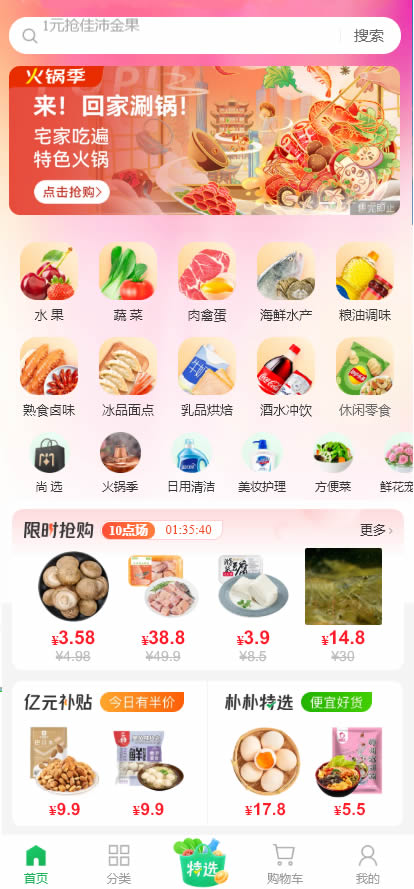 1元抢佳沛金果
搜索
火锅季
来！回家涮锅！
宅家吃遍
特色火锅
点击抢购>
售完即止
水果
蔬菜
肉禽蛋
海鲜水产
粮油调味
熟食卤味
冰品面点
乳品烘焙
酒水冲饮
休闲零食
尚选
火锅季
日用清洁
美妆护理
方便菜
鲜花宠
限时抢购
10点场
01:35:40
更多>
¥3.58
¥38.8
¥3.9
¥14.8
¥4.98
¥49.9
¥8.5
¥30
亿元补贴
今日有半价
朴朴特选
便宜好货
¥9.9
¥9.9
¥17.8
¥5.5
首页
分类
特选
购物车
我的